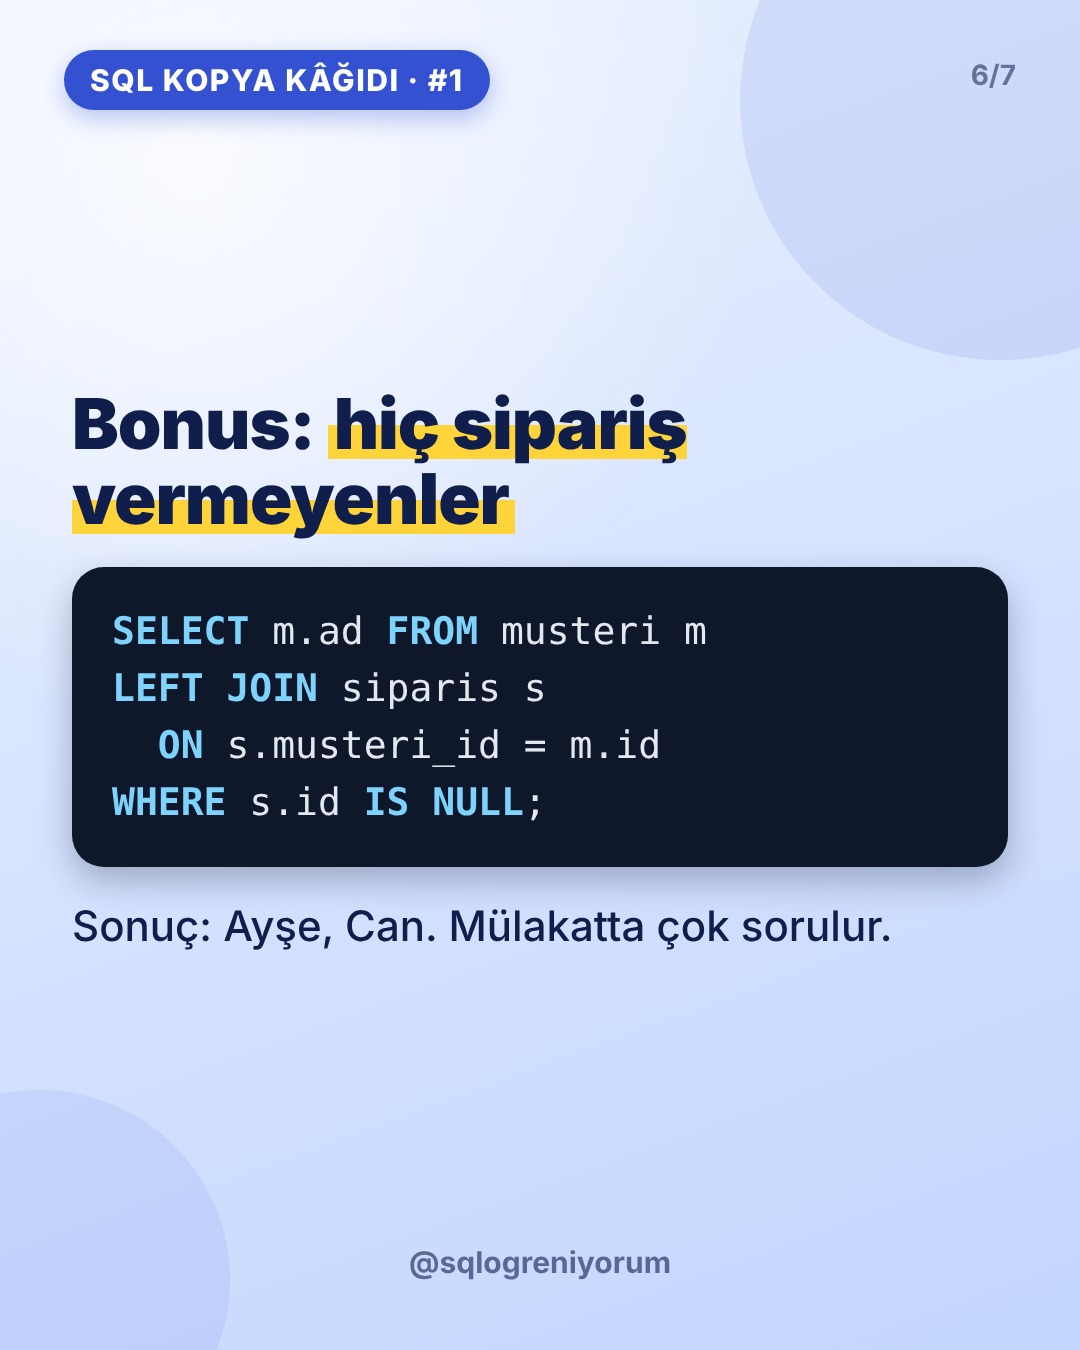 SQL KOPYA KÂĞIDI · #1
6/7
Bonus: hiç sipariş
vermeyenler
SELECT m.ad FROM musteri m
LEFT JOIN siparis s
  ON s.musteri_id = m.id
WHERE s.id IS NULL;
Sonuç: Ayşe, Can. Mülakatta çok sorulur.
@sqlogreniyorum